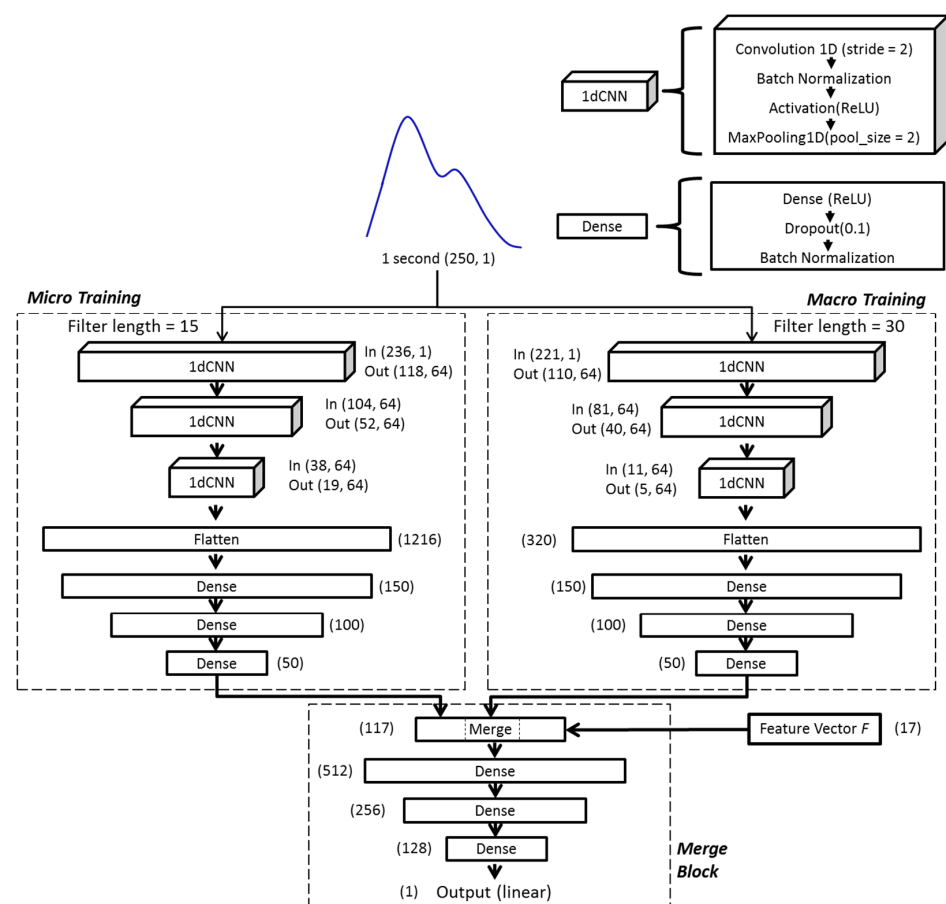 Convolution 1D (stride = 2)
Batch Normalization
Activation(ReLU)
MaxPooling1D(pool_size = 2)
1dCNN
Dense (ReLU)
Dropout(0.1)
Batch Normalization
Dense
1 second (250, 1)
Micro Training
Filter length = 15
1dCNN
In (236, 1)
Out (118, 64)
1dCNN
In (104, 64)
Out (52, 64)
1dCNN
In (38, 64)
Out (19, 64)
Flatten
(1216)
Dense
(150)
Dense
(100)
Dense
(50)
Macro Training
Filter length = 30
In (221, 1)
Out (110, 64)
1dCNN
In (81, 64)
Out (40, 64)
1dCNN
In (11, 64)
Out (5, 64)
1dCNN
(320)
Flatten
(150)
Dense
(100)
Dense
(50)
Dense
(117)
Merge
Feature Vector F
(17)
(512)
Dense
(256)
Dense
(128)
Dense
(1)
Output (linear)
Merge
Block